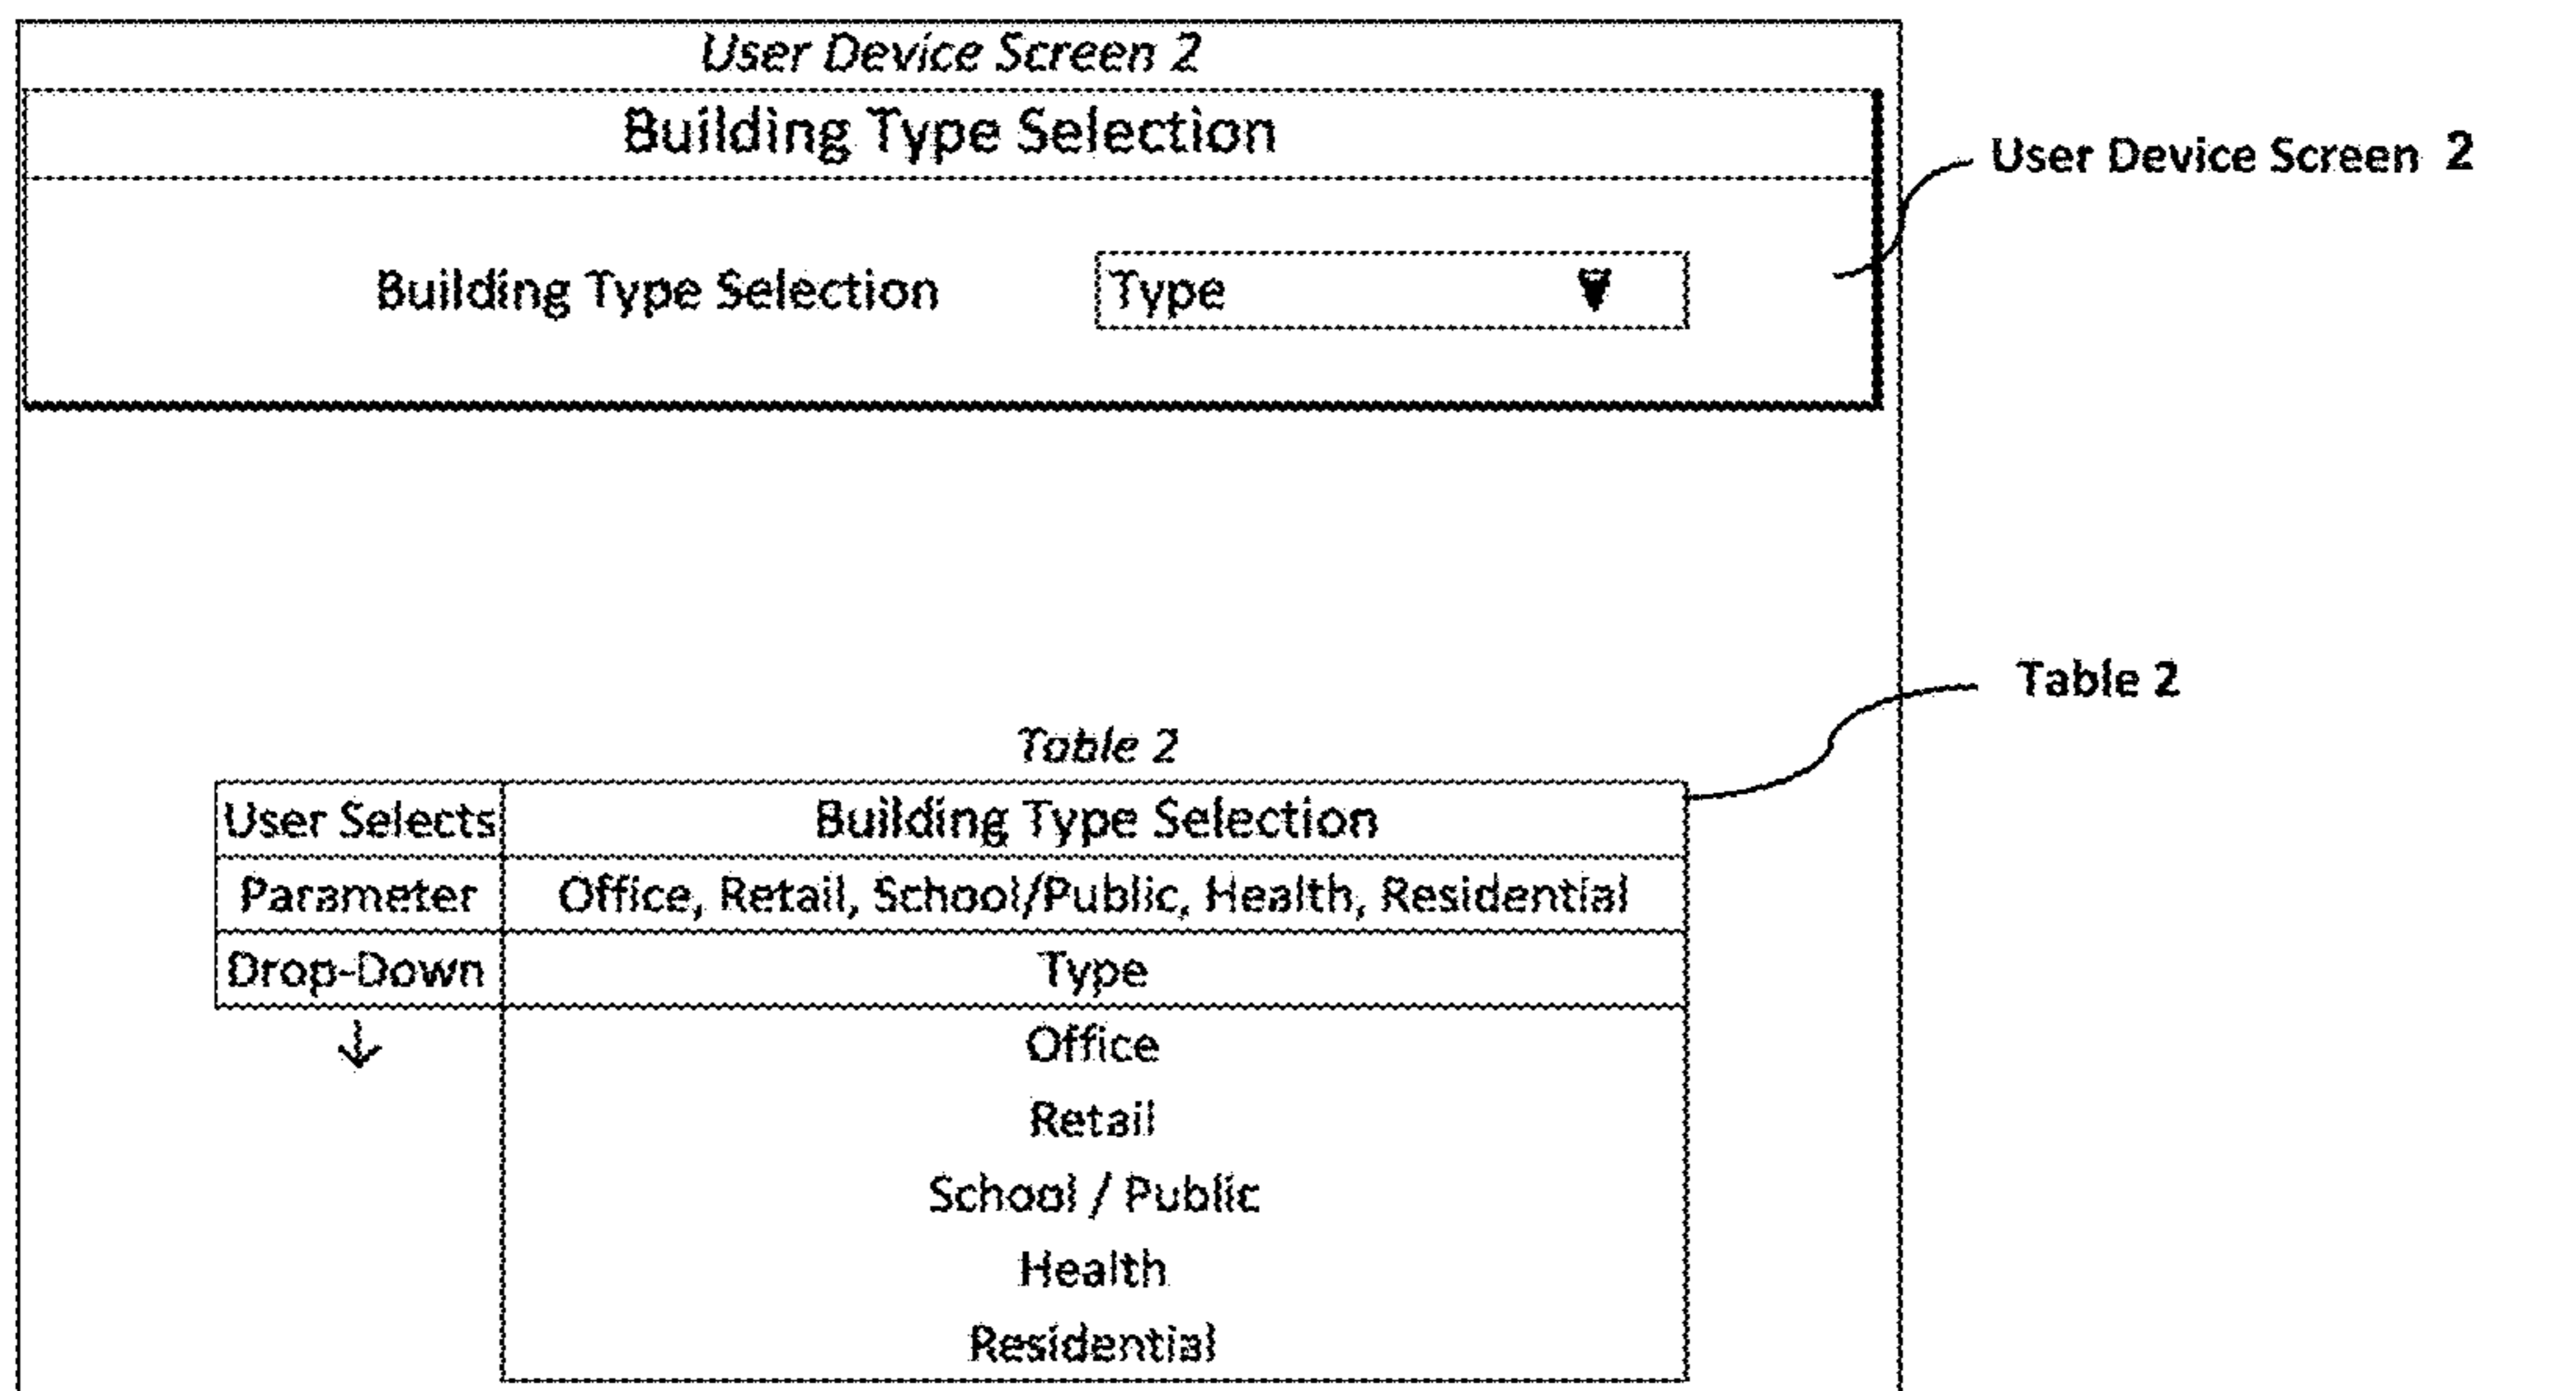 User Device Screen 2
Building Type Selection
User Device Screen 2
Building Type Selection Type
Table 2
Table 2
User Selects Building Type Selection
Parameter Office, Retail, School/Public, Health, Residential
Drop-Down Type
Office
Retail
School / Public
Health
Residential